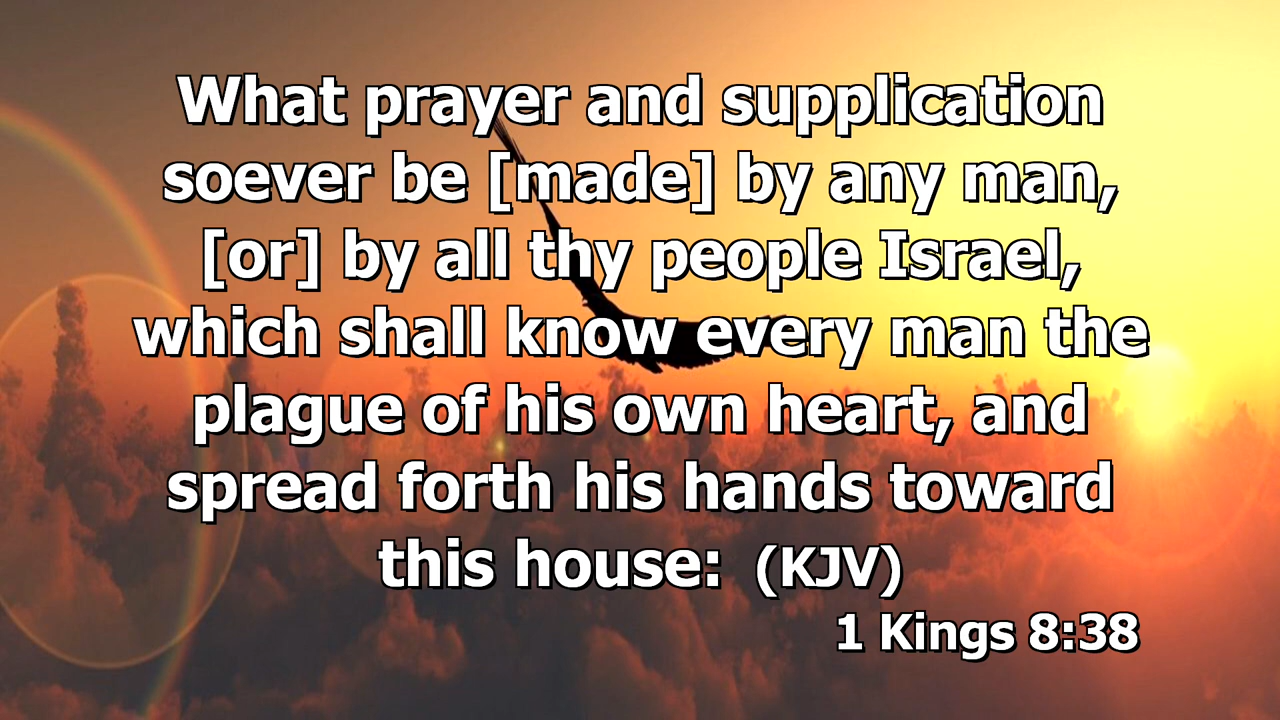 What prayer and supplication
soever be [made] by any man,
[or] by all thy people Israel,
which shall know every man the
plague of his own heart, and
spread forth his hands toward
this house: (KJV)
1 Kings 8:38